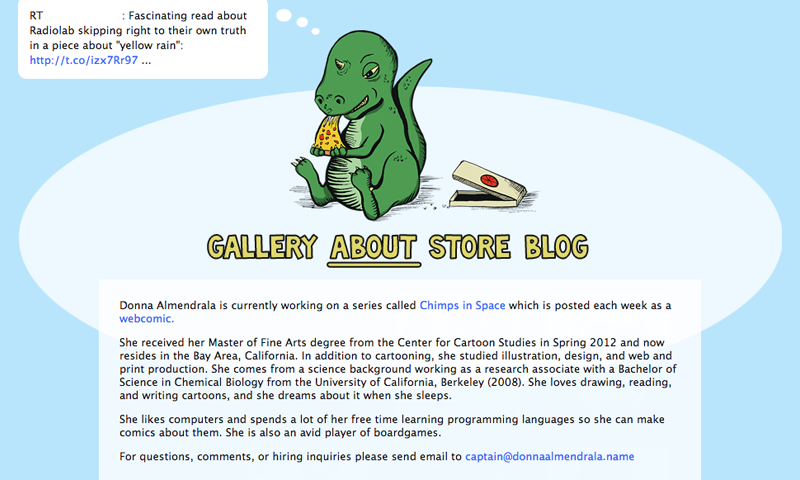 RT : Fascinating read about
Radiolab skipping right to their own truth
in a piece about "yellow rain":
http://t.co/izx7Rr97 ...
GALLERY ABOUT STORE BLOG
Donna Almendrala is currently working on a series called Chimps in Space which is posted each week as a
webcomic.
She received her Master of Fine Arts degree from the Center for Cartoon Studies in Spring 2012 and now
resides in the Bay Area, California. In addition to cartooning, she studied illustration, design, and web and
print production. She comes from a science background working as a research associate with a Bachelor of
Science in Chemical Biology from the University of California, Berkeley (2008). She loves drawing, reading,
and writing cartoons, and she dreams about it when she sleeps.
She likes computers and spends a lot of her free time learning programming languages so she can make
comics about them. She is also an avid player of boardgames.
For questions, comments, or hiring inquiries please send email to captain@donnaalmendrala.name